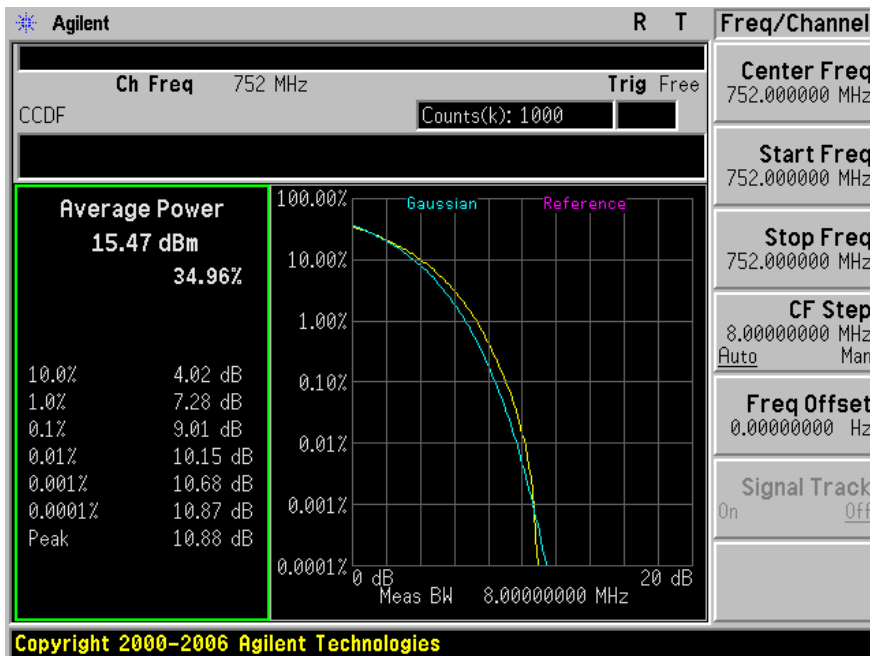 Agilent R T
Ch Freq 752 MHz Trig Free
CCDF Counts(k): 1000
Average Power
15.47 dBm
34.96%
10.0% 4.02 dB
1.0% 7.28 dB
0.1% 9.01 dB
0.01% 10.15 dB
0.001% 10.68 dB
0.0001% 10.87 dB
Peak 10.88 dB
Gaussian Reference
100.00%
10.00%
1.00%
0.10%
0.01%
0.001%
0.0001%
0 dB 20 dB
Meas BW 8.00000000 MHz
Freq/Channel
Center Freq
752.000000 MHz
Start Freq
752.000000 MHz
Stop Freq
752.000000 MHz
CF Step
8.00000000 MHz
Auto Man
Freq Offset
0.00000000 Hz
Signal Track
On Off
Copyright 2000-2006 Agilent Technologies